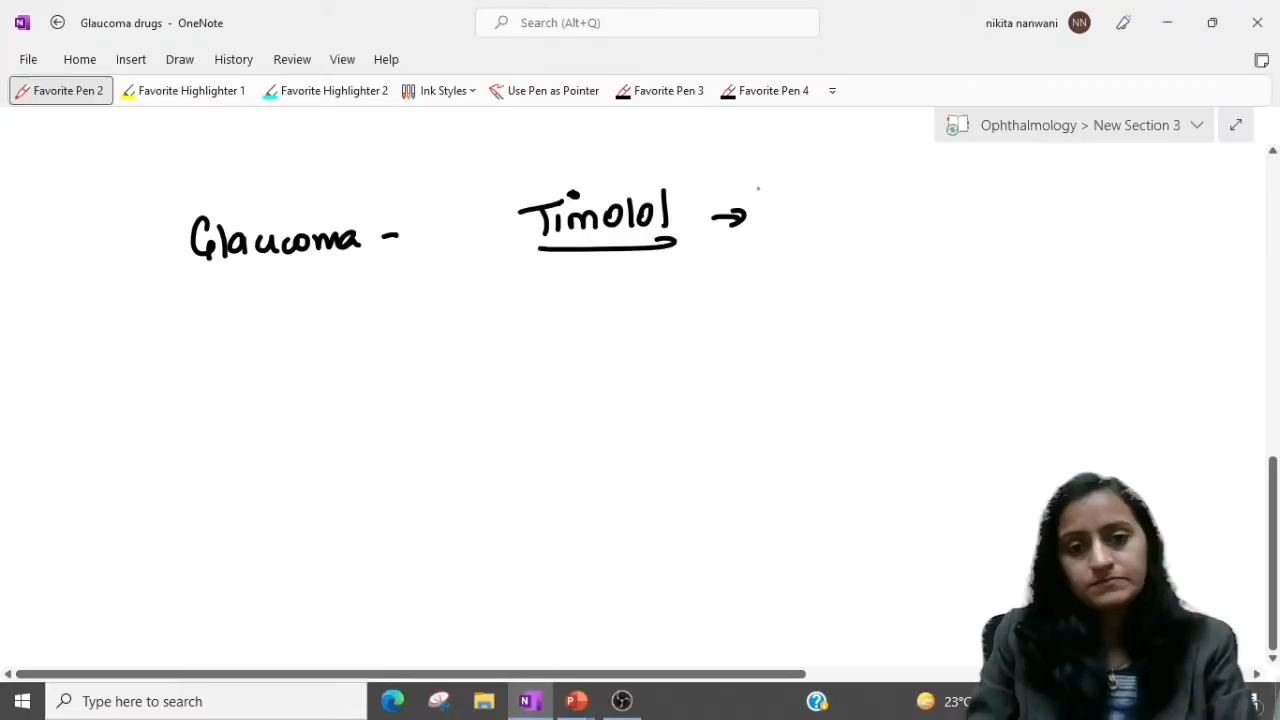 Glaucoma drugs - OneNote
Search (Alt+Q)
nikita nanwani NN
File Home Insert Draw History Review View Help
Favorite Pen 2 Favorite Highlighter 1 Favorite Highlighter 2 Ink Styles Use Pen as Pointer Favorite Pen 3 Favorite Pen 4
Ophthalmology > New Section 3
Glaucoma - Timolol →
Type here to search
23°C